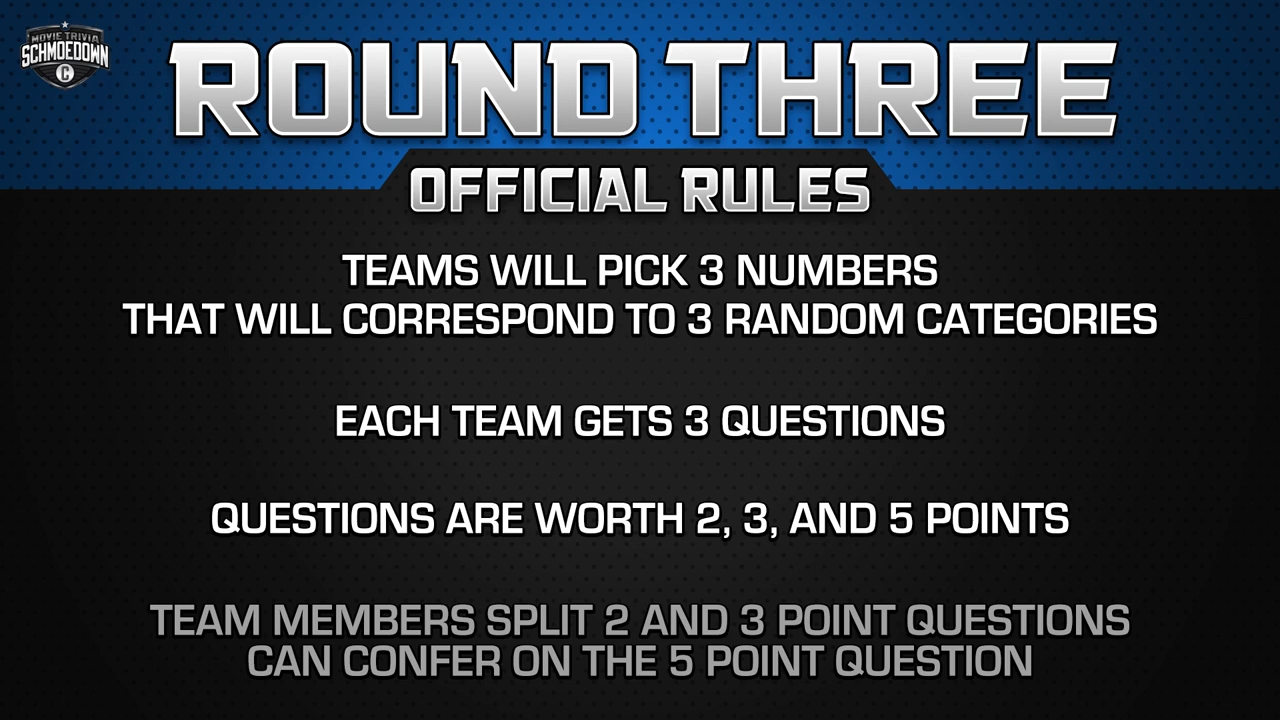 MOVIE TRIVIA
SCHMOEDOWN
C
ROUND THREE
OFFICIAL RULES
TEAMS WILL PICK 3 NUMBERS
THAT WILL CORRESPOND TO 3 RANDOM CATEGORIES
EACH TEAM GETS 3 QUESTIONS
QUESTIONS ARE WORTH 2, 3, AND 5 POINTS
TEAM MEMBERS SPLIT 2 AND 3 POINT QUESTIONS
CAN CONFER ON THE 5 POINT QUESTION